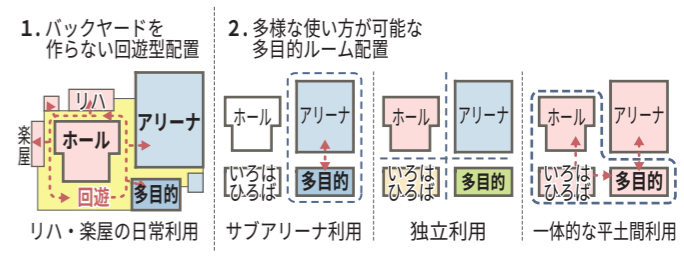 1. バックヤードを
作らない回遊型配置
リハ
アリーナ
ホール
楽屋
回遊
多目的
リハ・楽屋の日常利用
2. 多様な使い方が可能な
多目的ルーム配置
ホール
アリーナ
いろは
ひろば
多目的
サブアリーナ利用
ホール
アリーナ
いろは
ひろば
多目的
独立利用
ホール
アリーナ
いろは
ひろば
多目的
一体的な平土間利用